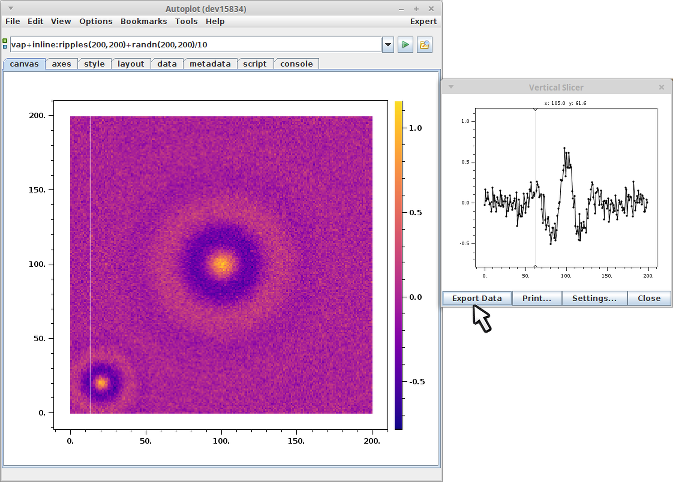 Autoplot (dev15834)
File Edit View Options Bookmarks Tools Help Expert
vap+inline:ripples(200,200)+randn(200,200)/10
canvas axes style layout data metadata script console
200.
150.
100.
50.
0.
0. 50. 100. 150. 200.
1.0
0.5
0.0
-0.5
Vertical Slicer
x: 105.0 y: 61.6
1.0
0.5
0.0
-0.5
0. 50. 100. 150. 200.
Export Data Print... Settings... Close